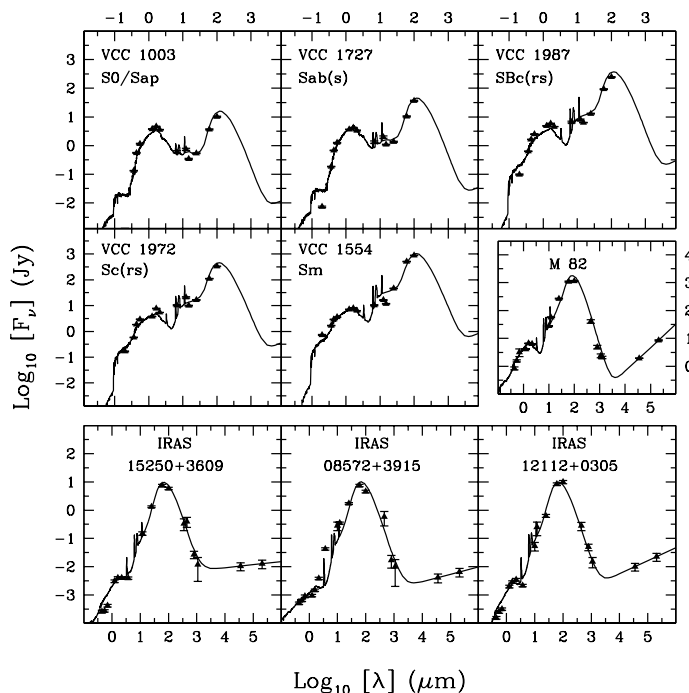 0 1 2 3 0 1 2 3 0 1 2 3
VCC 1003
S0/Sap
VCC 1727
Sab(s)
VCC 1987
SBc(rs)
3
2
1
0
−1
−2
VCC 1972
Sc(rs)
VCC 1554
Sm
M 82
3
2
1
0
−1
−2
4
3
2
1
0
0 1 2 3 4 5
IRAS
15250+3609
IRAS
08572+3915
IRAS
12112+0305
2
1
0
−1
−2
−3
0 1 2 3 4 5 0 1 2 3 4 5 0 1 2 3 4 5
Log₁₀ [Fν] (Jy)
Log₁₀ [λ] (μm)